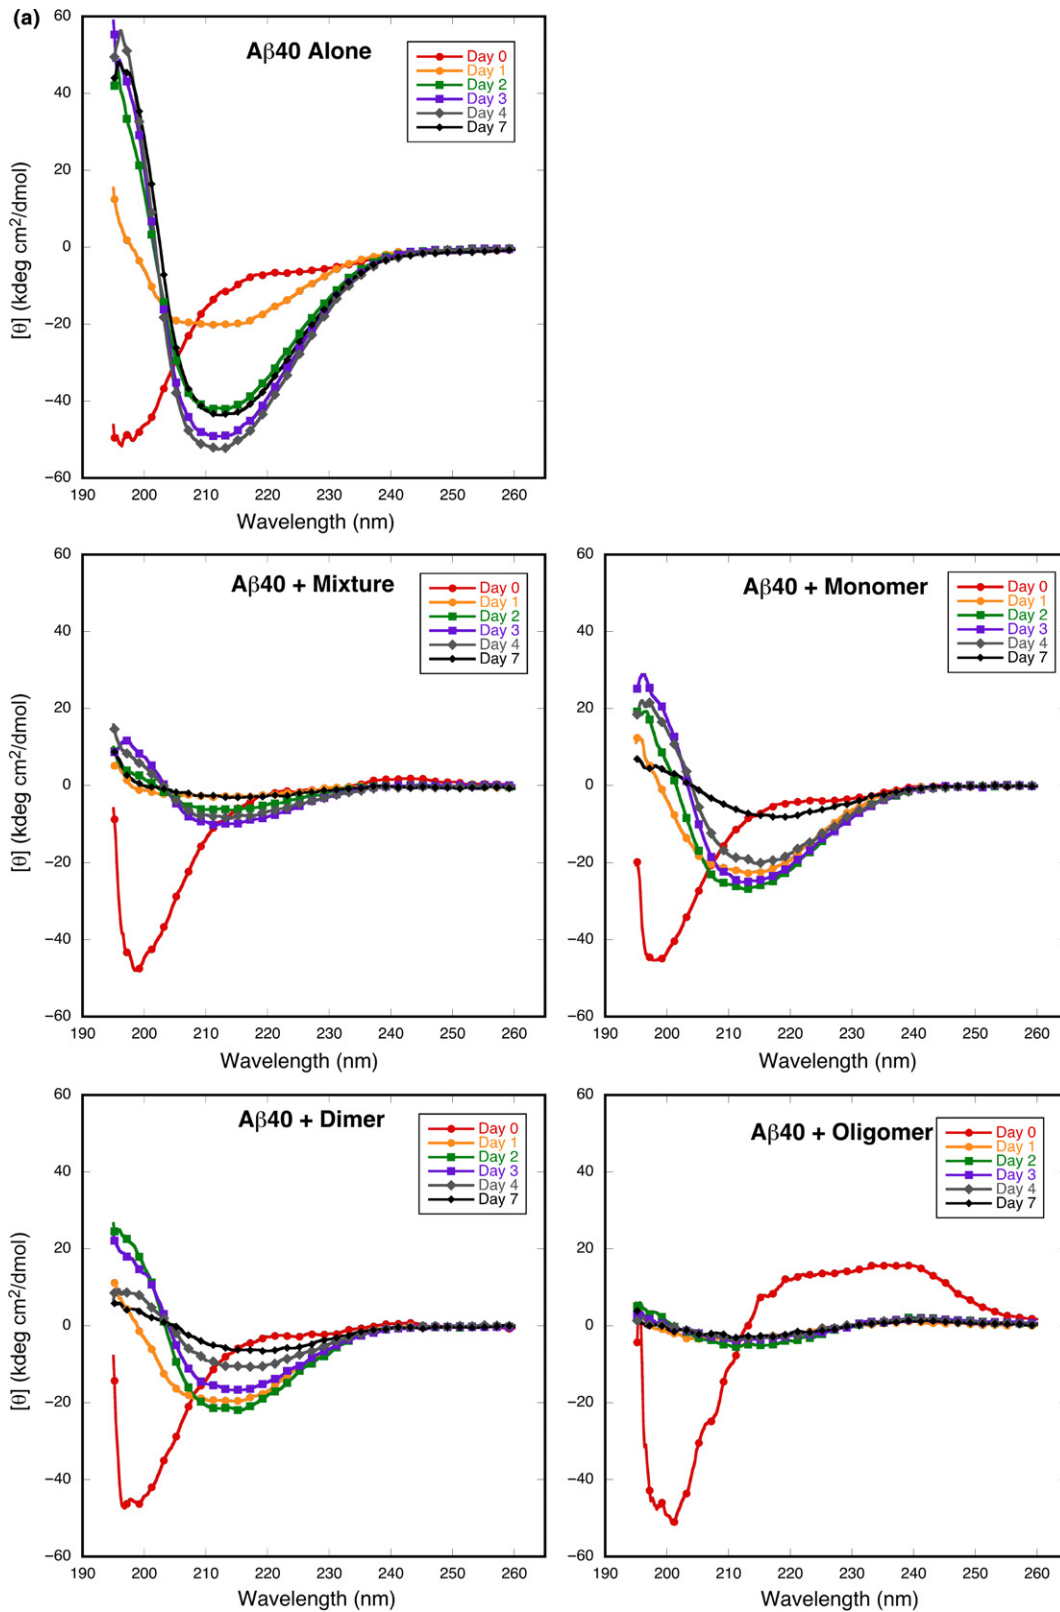 (a)
Aβ40 Alone
Day 0
Day 1
Day 2
Day 3
Day 4
Day 7
60
40
20
0
−20
−40
−60
[θ] (kdeg cm²/dmol)
190 200 210 220 230 240 250 260
Wavelength (nm)
Aβ40 + Mixture
Day 0
Day 1
Day 2
Day 3
Day 4
Day 7
60
40
20
0
−20
−40
−60
[θ] (kdeg cm²/dmol)
190 200 210 220 230 240 250 260
Wavelength (nm)
Aβ40 + Monomer
Day 0
Day 1
Day 2
Day 3
Day 4
Day 7
60
40
20
0
−20
−40
−60
190 200 210 220 230 240 250 260
Wavelength (nm)
Aβ40 + Dimer
Day 0
Day 1
Day 2
Day 3
Day 4
Day 7
60
40
20
0
−20
−40
−60
[θ] (kdeg cm²/dmol)
190 200 210 220 230 240 250 260
Wavelength (nm)
Aβ40 + Oligomer
Day 0
Day 1
Day 2
Day 3
Day 4
Day 7
60
40
20
0
−20
−40
−60
190 200 210 220 230 240 250 260
Wavelength (nm)